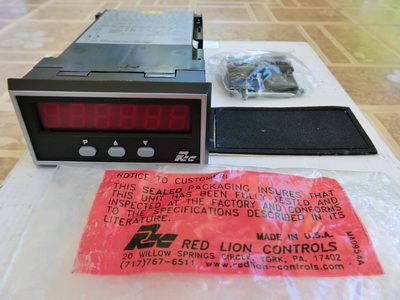 P
RLC
NOTICE TO CUSTOMER
THIS SEALED PACKAGING INSURES THAT
THIS UNIT HAS BEEN FULLY TESTED AND
INSPECTED AT THE FACTORY AND CONFORMS
TO THE SPECIFICATIONS DESCRIBED IN ITS
LITERATURE.
MADE IN U.S.A.
RLC RED LION CONTROLS
20 WILLOW SPRINGS CIRCLE, YORK, PA. 17402
(717)767-6511 www.redlion-controls.com